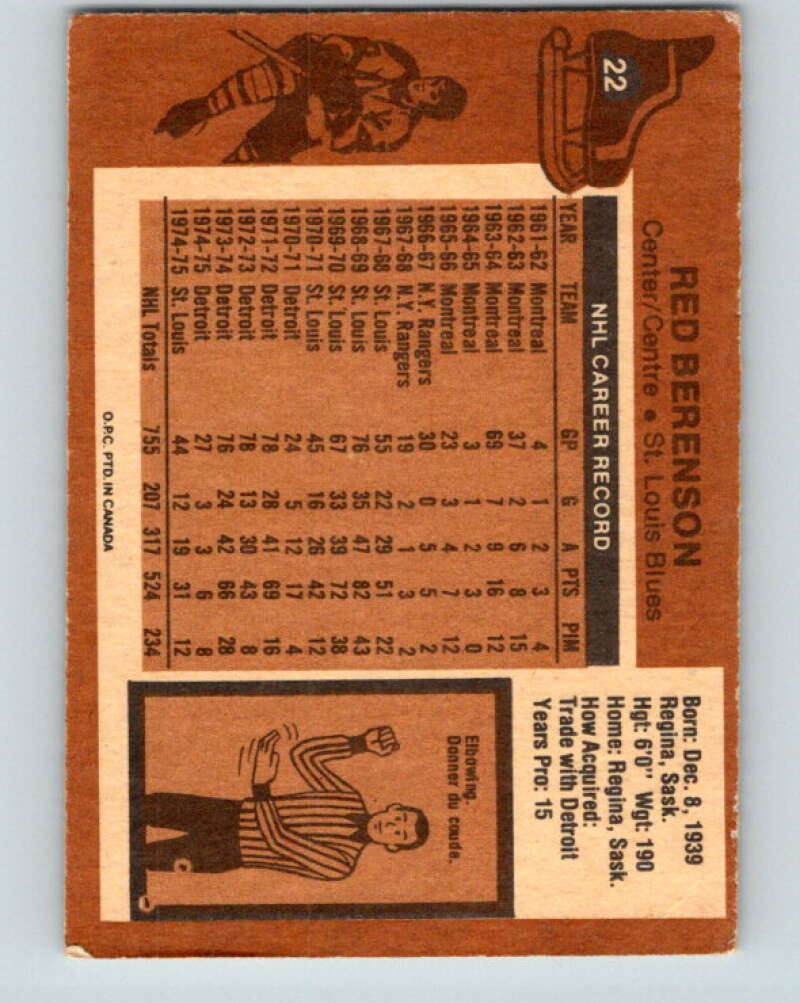 22
RED BERENSON
Center/Centre • St. Louis Blues
NHL CAREER RECORD
YEAR TEAM GP G A PTS PIM
1961-62 Montreal 4 1 2 3 4
1962-63 Montreal 37 2 6 8 15
1963-64 Montreal 69 7 9 16 12
1964-65 Montreal 3 1 2 3 0
1965-66 Montreal 23 3 4 7 12
1966-67 N.Y. Rangers 30 0 5 5 2
1967-68 N.Y. Rangers 19 2 1 3 2
1967-68 St. Louis 55 22 29 51 22
1968-69 St. Louis 76 35 47 82 43
1969-70 St. Louis 67 33 39 72 38
1970-71 St. Louis 45 16 26 42 12
1970-71 Detroit 24 5 12 17 4
1971-72 Detroit 78 28 41 69 16
1972-73 Detroit 78 13 30 43 8
1973-74 Detroit 76 24 42 66 28
1974-75 Detroit 27 3 3 6 8
1974-75 St. Louis 44 12 19 31 12
NHL Totals 755 207 317 524 234
O.P.C. PTD. IN CANADA
Born: Dec. 8, 1939
Regina, Sask.
Hgt: 6'0" Wgt: 190
Home: Regina, Sask.
How Acquired:
Trade with Detroit
Years Pro: 15
Elbowing.
Donner du coude.